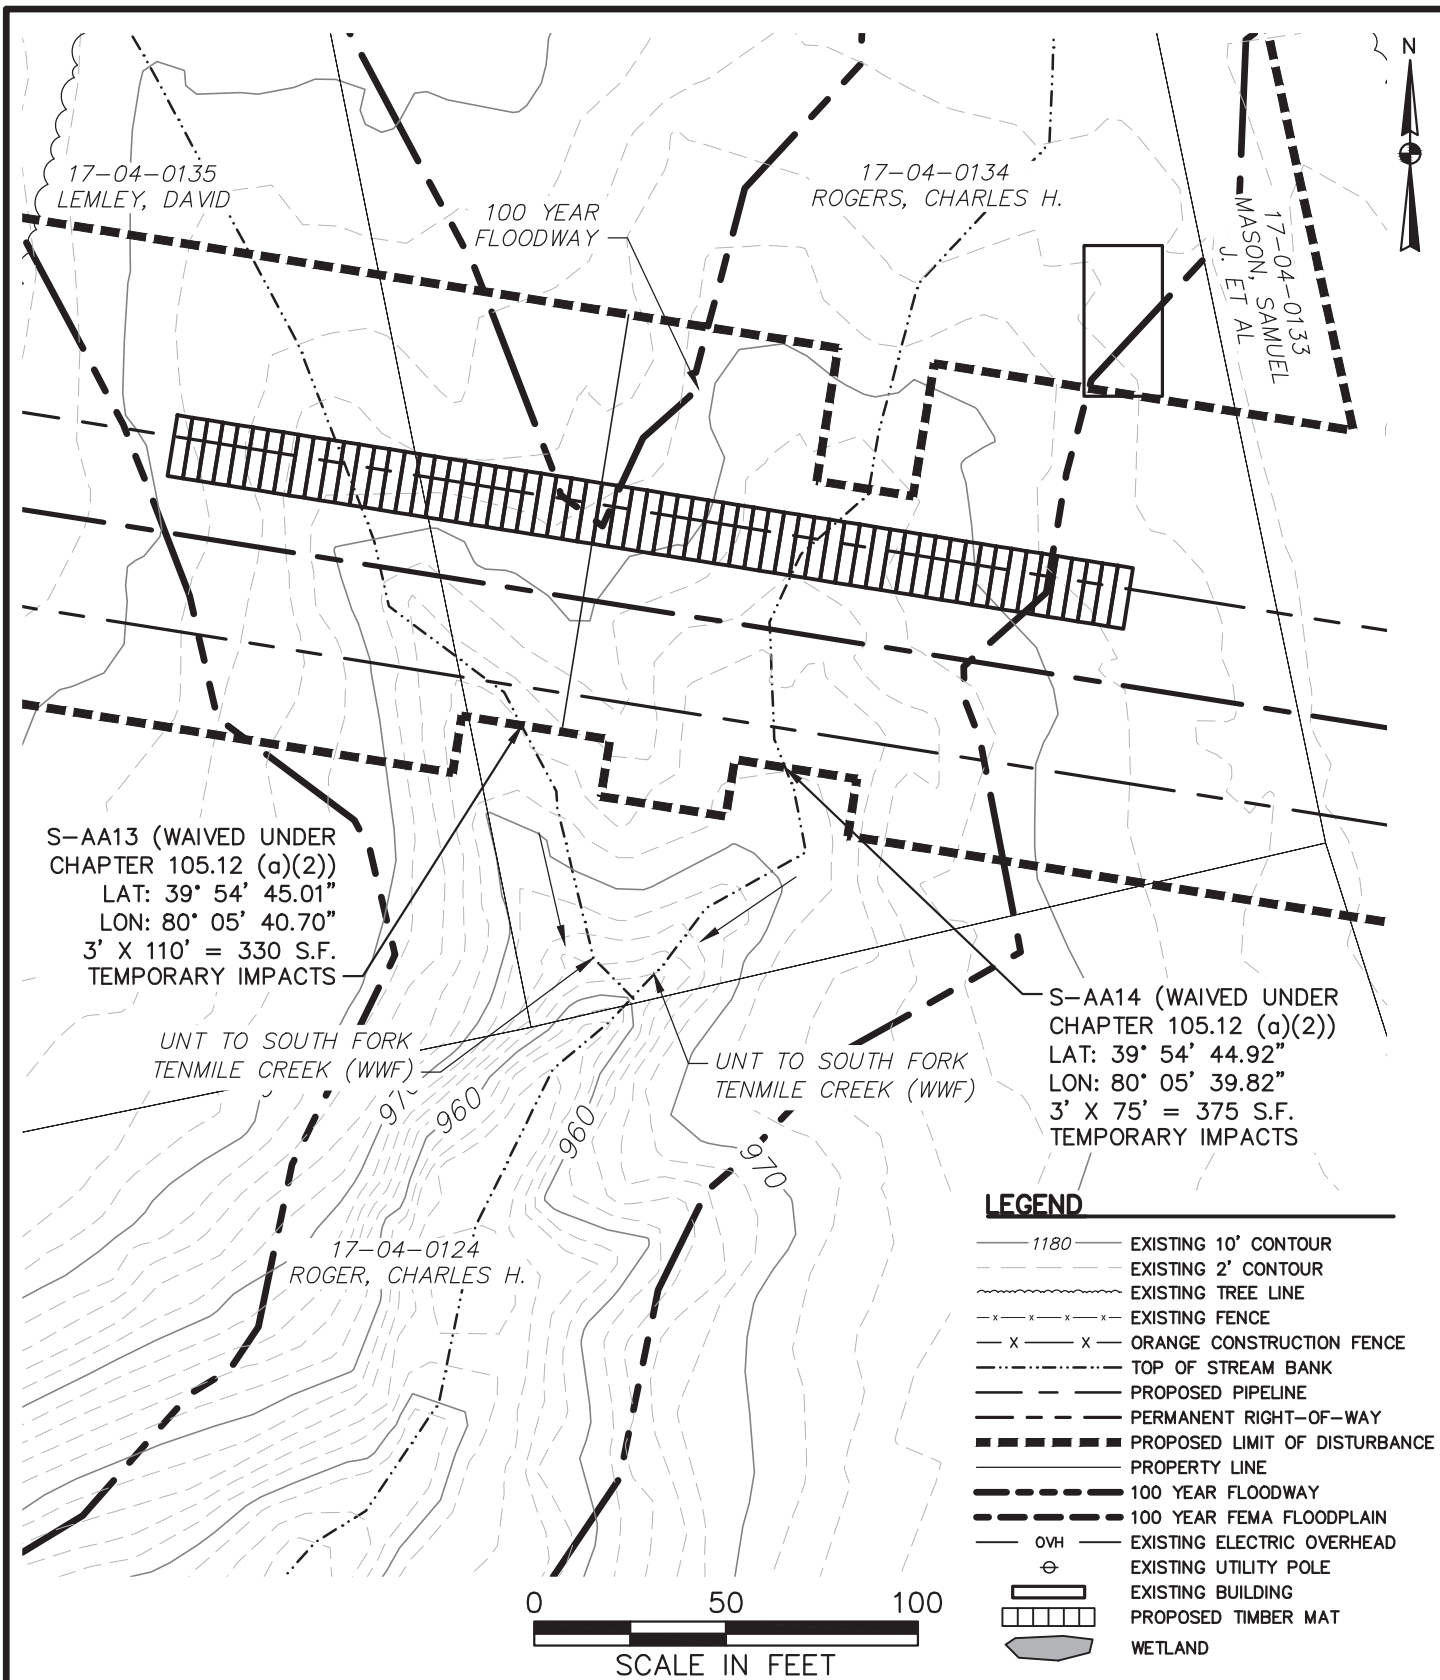 N
17-04-0135
LEMLEY, DAVID
100 YEAR
FLOODWAY
17-04-0134
ROGERS, CHARLES H.
17-04-0133
MASON, SAMUEL
J. ET AL
S-AA13 (WAIVED UNDER
CHAPTER 105.12 (a)(2))
LAT: 39° 54' 45.01"
LON: 80° 05' 40.70"
3' X 110' = 330 S.F.
TEMPORARY IMPACTS
UNT TO SOUTH FORK
TENMILE CREEK (WWF)
UNT TO SOUTH FORK
TENMILE CREEK (WWF)
S-AA14 (WAIVED UNDER
CHAPTER 105.12 (a)(2))
LAT: 39° 54' 44.92"
LON: 80° 05' 39.82"
3' X 75' = 375 S.F.
TEMPORARY IMPACTS
960
960
970
17-04-0124
ROGER, CHARLES H.
LEGEND
1180 EXISTING 10' CONTOUR
EXISTING 2' CONTOUR
EXISTING TREE LINE
x x x x EXISTING FENCE
X X ORANGE CONSTRUCTION FENCE
TOP OF STREAM BANK
PROPOSED PIPELINE
PERMANENT RIGHT-OF-WAY
PROPOSED LIMIT OF DISTURBANCE
PROPERTY LINE
100 YEAR FLOODWAY
100 YEAR FEMA FLOODPLAIN
OVH EXISTING ELECTRIC OVERHEAD
EXISTING UTILITY POLE
EXISTING BUILDING
PROPOSED TIMBER MAT
WETLAND
0 50 100
SCALE IN FEET